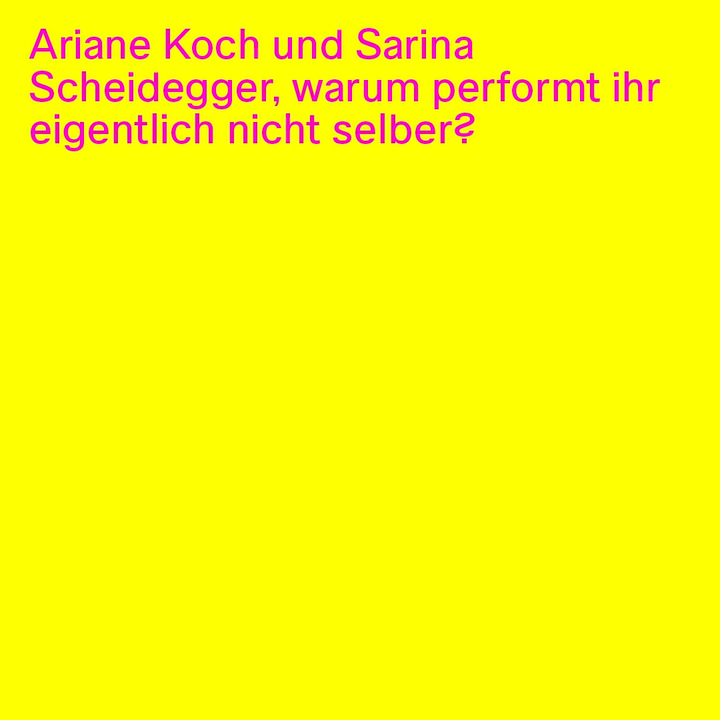 Ariane Koch und Sarina
Scheidegger, warum performt ihr
eigentlich nicht selber?